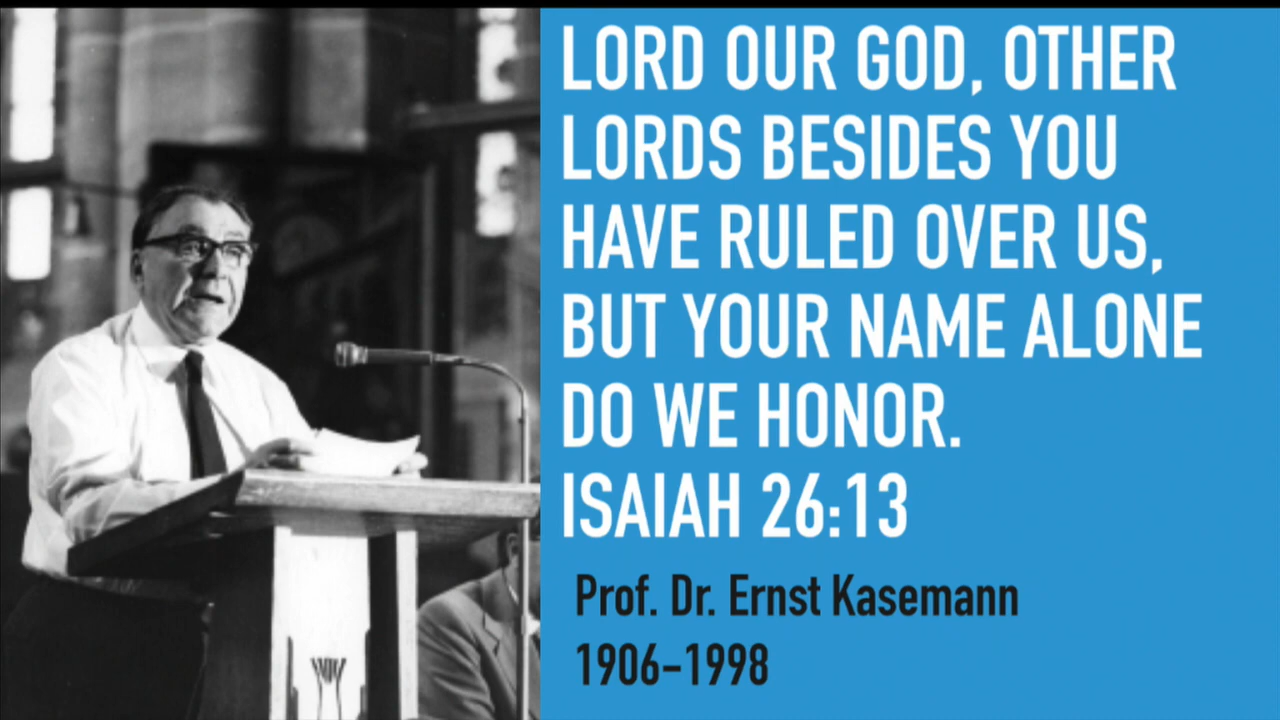 LORD OUR GOD, OTHER
LORDS BESIDES YOU
HAVE RULED OVER US,
BUT YOUR NAME ALONE
DO WE HONOR.
ISAIAH 26:13
Prof. Dr. Ernst Kasemann
1906-1998